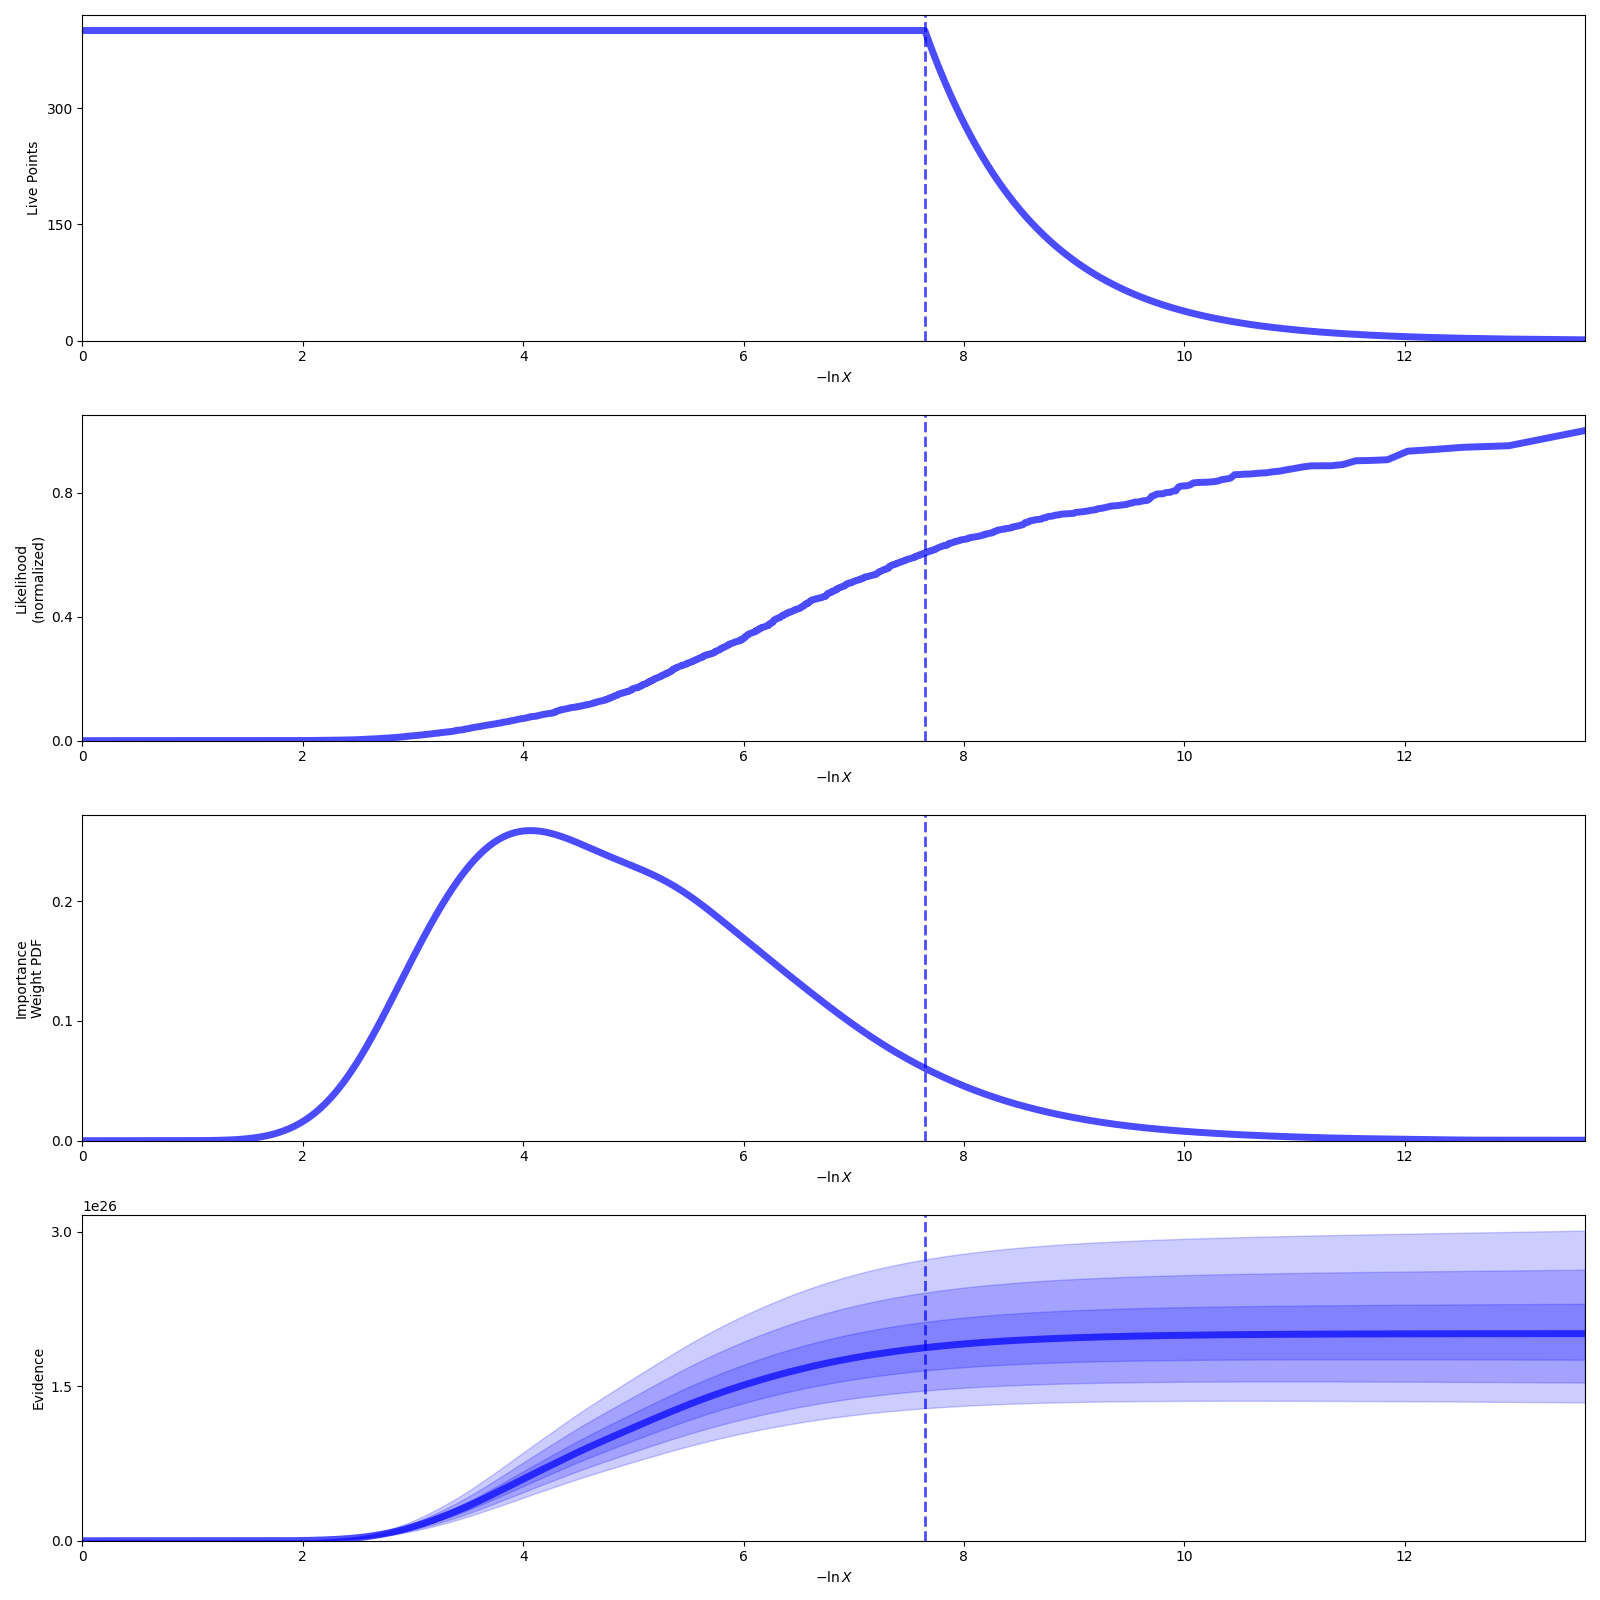 300
150
0
Live Points
0 2 4 6 8 10 12
−ln X
0.8
0.4
0.0
Likelihood
(normalized)
0 2 4 6 8 10 12
−ln X
0.2
0.1
0.0
Importance
Weight PDF
0 2 4 6 8 10 12
−ln X
1e26
3.0
1.5
0.0
Evidence
0 2 4 6 8 10 12
−ln X